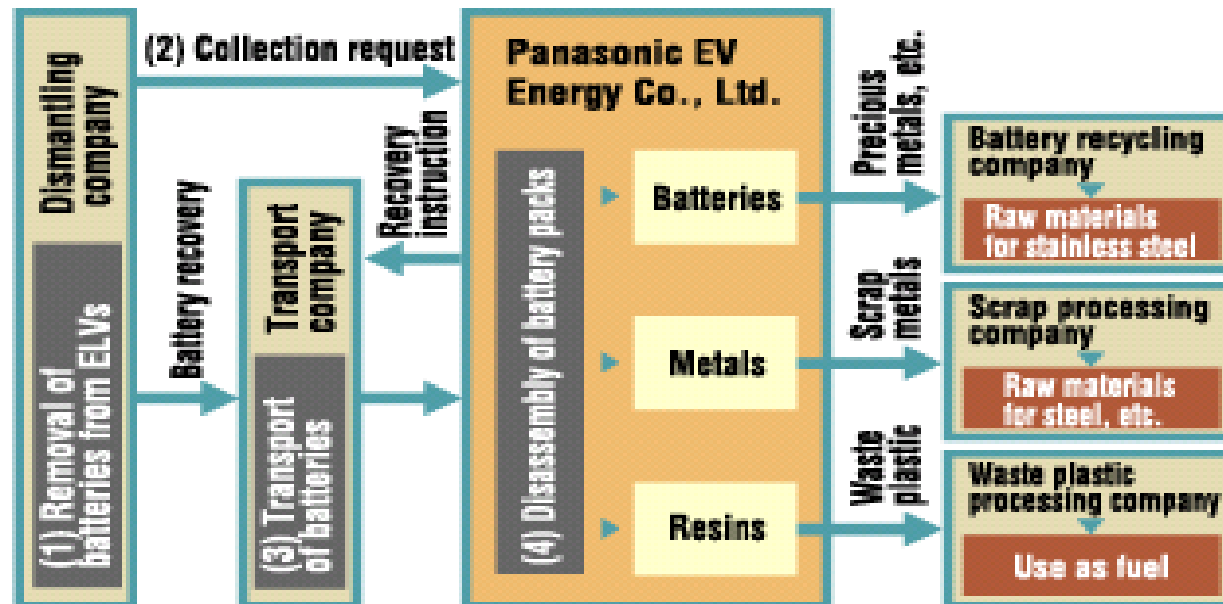 Dismantling
company
(1) Removal of
batteries from ELVs
(2) Collection request
Battery recovery
Recovery
instruction
Transport
company
(3) Transport
of batteries
Panasonic EV
Energy Co., Ltd.
(4) Disassembly of battery packs
Batteries
Metals
Resins
Precious
metals, etc.
Scrap
metals
Waste
plastic
Battery recycling
company
Raw materials
for stainless steel
Scrap processing
company
Raw materials
for steel, etc.
Waste plastic
processing company
Use as fuel